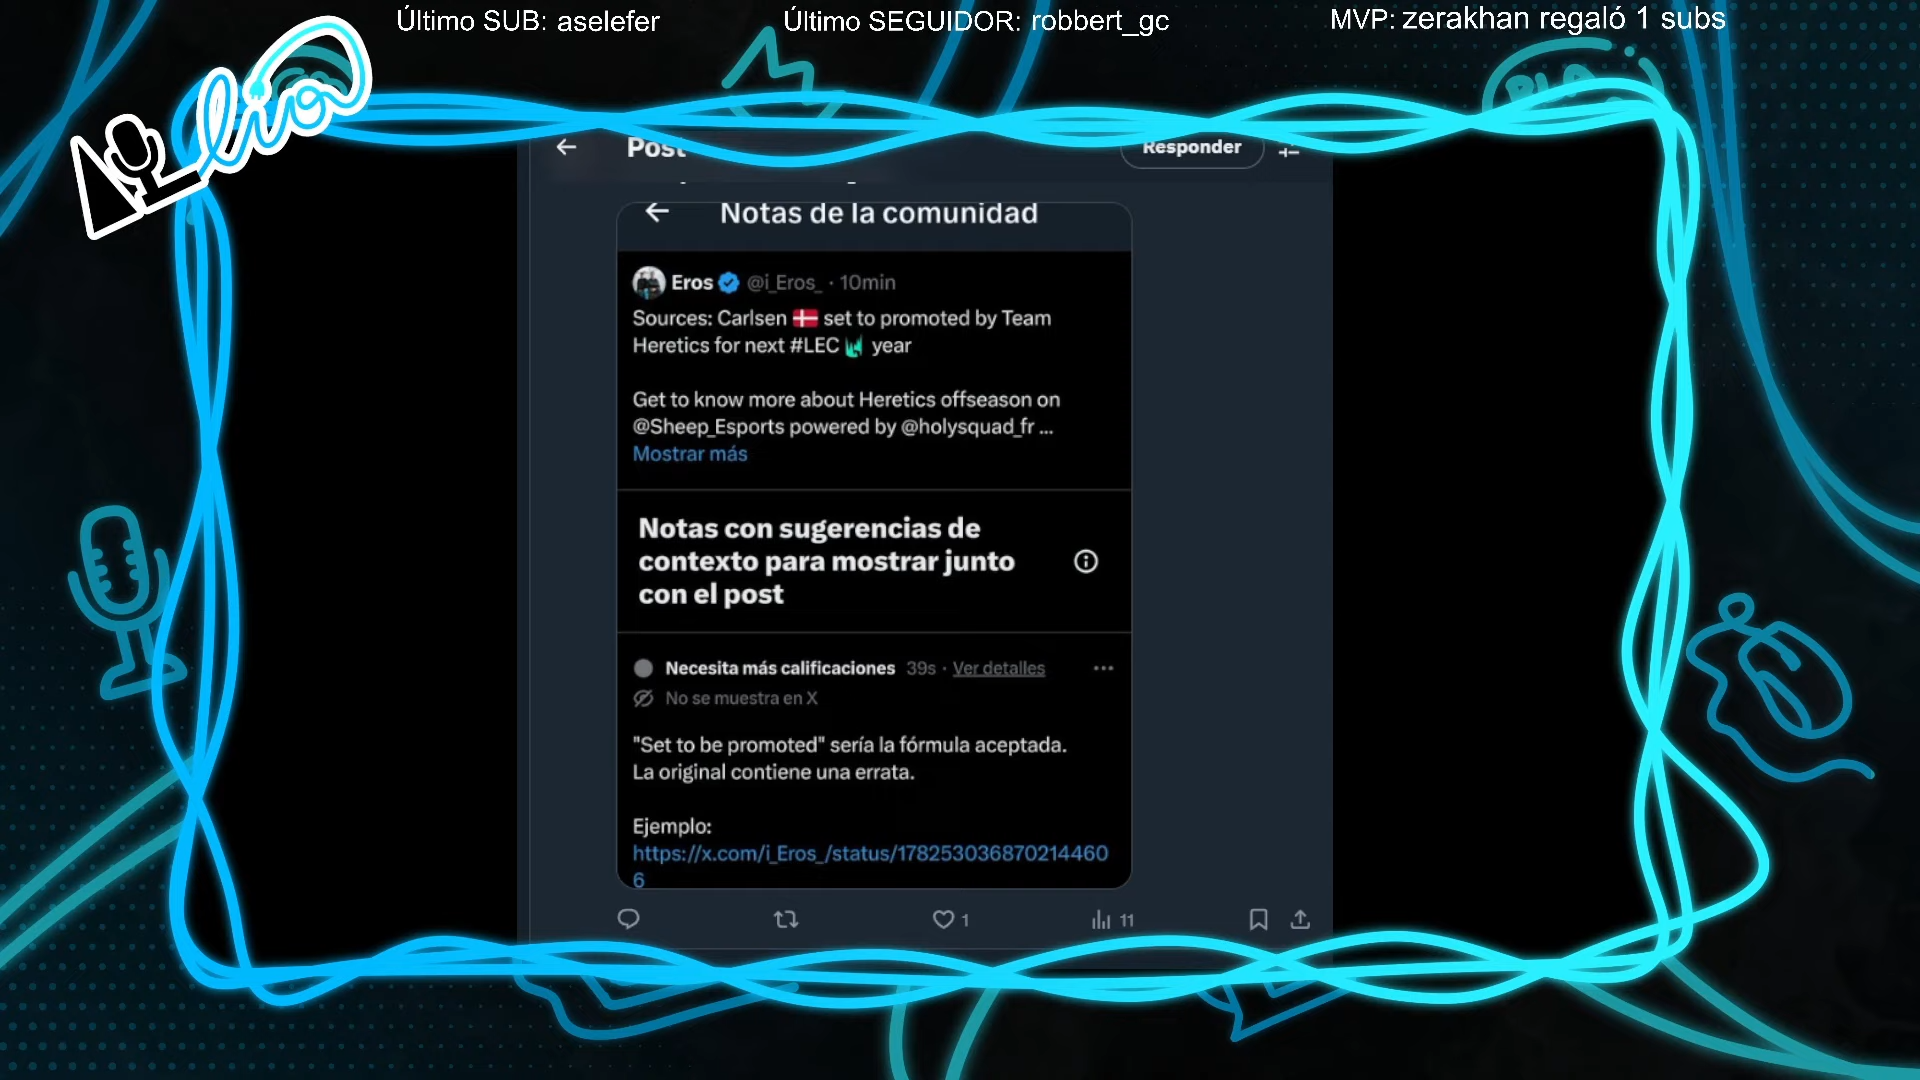 Último SUB: aselefer
Último SEGUIDOR: robbert_gc
MVP: zerakhan regaló 1 subs
Alio
Post
Responder
Notas de la comunidad
Eros @i_Eros_ · 10min
Sources: Carlsen 🇩🇰 set to promoted by Team
Heretics for next #LEC year
Get to know more about Heretics offseason on
@Sheep_Esports powered by @holysquad_fr ...
Mostrar más
Notas con sugerencias de
contexto para mostrar junto
con el post
Necesita más calificaciones 39s · Ver detalles
No se muestra en X
"Set to be promoted" sería la fórmula aceptada.
La original contiene una errata.
Ejemplo:
https://x.com/i_Eros_/status/178253036870214460
6
1
11